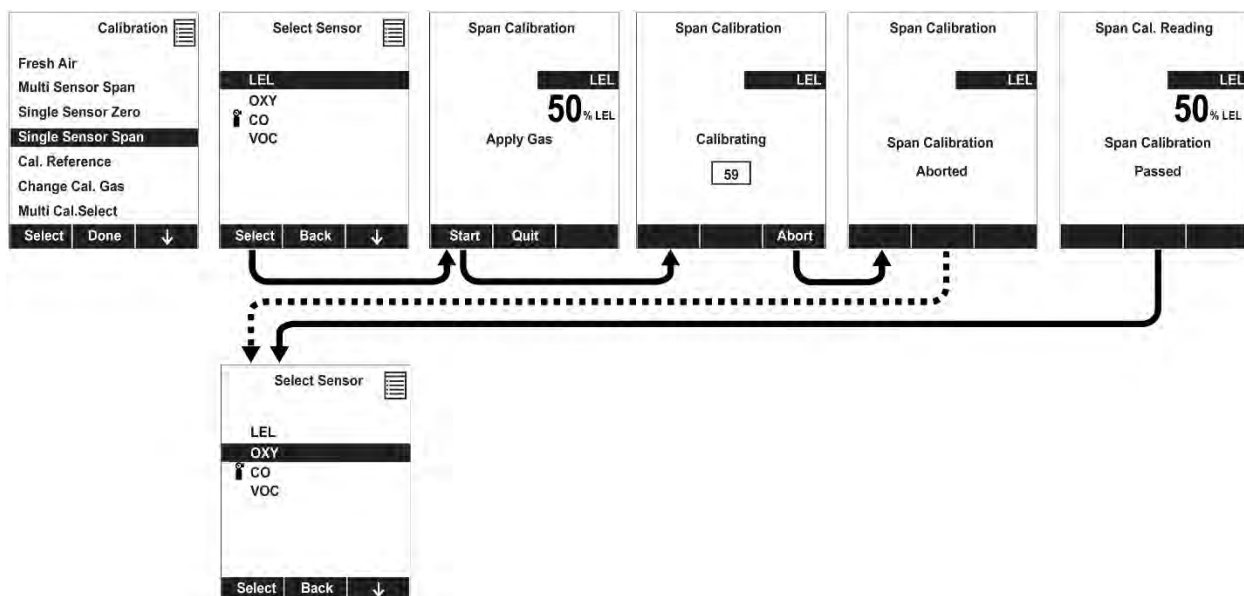 Calibration
Fresh Air
Multi Sensor Span
Single Sensor Zero
Single Sensor Span
Cal. Reference
Change Cal. Gas
Multi Cal.Select
Select Done ↓
Select Sensor
LEL
OXY
CO
VOC
Select Back ↓
Span Calibration
LEL
50 % LEL
Apply Gas
Start Quit
Span Calibration
LEL
Calibrating
59
Abort
Span Calibration
LEL
Span Calibration
Aborted
Span Cal. Reading
LEL
50 % LEL
Span Calibration
Passed
Select Sensor
LEL
OXY
CO
VOC
Select Back ↓